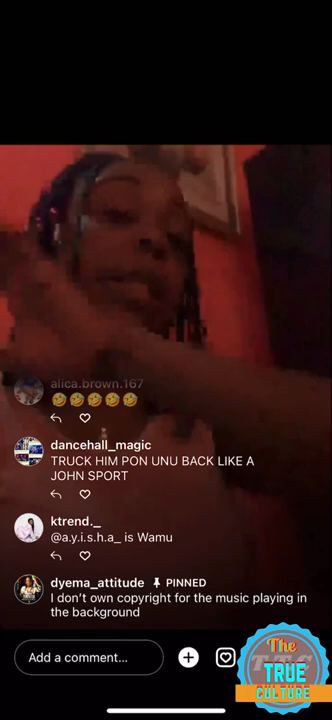 alica.brown.167
🤣🤣🤣🤣🤣
dancehall_magic
TRUCK HIM PON UNU BACK LIKE A
JOHN SPORT
ktrend._
@a.y.i.s.h.a_ is Wamu
dyema_attitude PINNED
I don't own copyright for the music playing in
the background
Add a comment...
The
TRUE
CULTURE